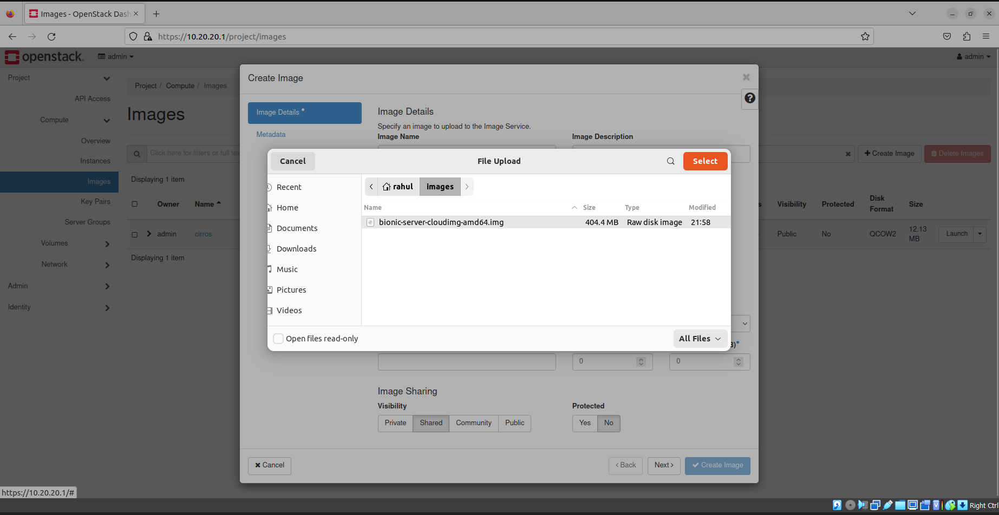 Images - OpenStack Dash
https://10.20.20.1/project/images
openstack.
admin
admin
Project
API Access
Compute
Overview
Instances
Images
Key Pairs
Server Groups
Volumes
Network
Admin
Identity
Project / Compute / Images
Images
Click here for filters or full te
Create Image
Delete Images
Displaying 1 item
Owner Name
s Visibility Protected Disk Format Size
admin cirros
Public No QCOW2 12.13 MB Launch
Displaying 1 item
Create Image
Image Details *
Metadata
Image Details
Specify an image to upload to the Image Service.
Image Name
Image Description
Cancel
File Upload
Select
Recent
Home
Documents
Downloads
Music
Pictures
Videos
rahul images
Name Size Type Modified
bionic-server-cloudimg-amd64.img 404.4 MB Raw disk image 21:58
Open files read-only
All Files
B)*
0
0
Image Sharing
Visibility
Private Shared Community Public
Protected
Yes No
Cancel
Back
Next
Create Image
https://10.20.20.1/#
Right Ctrl